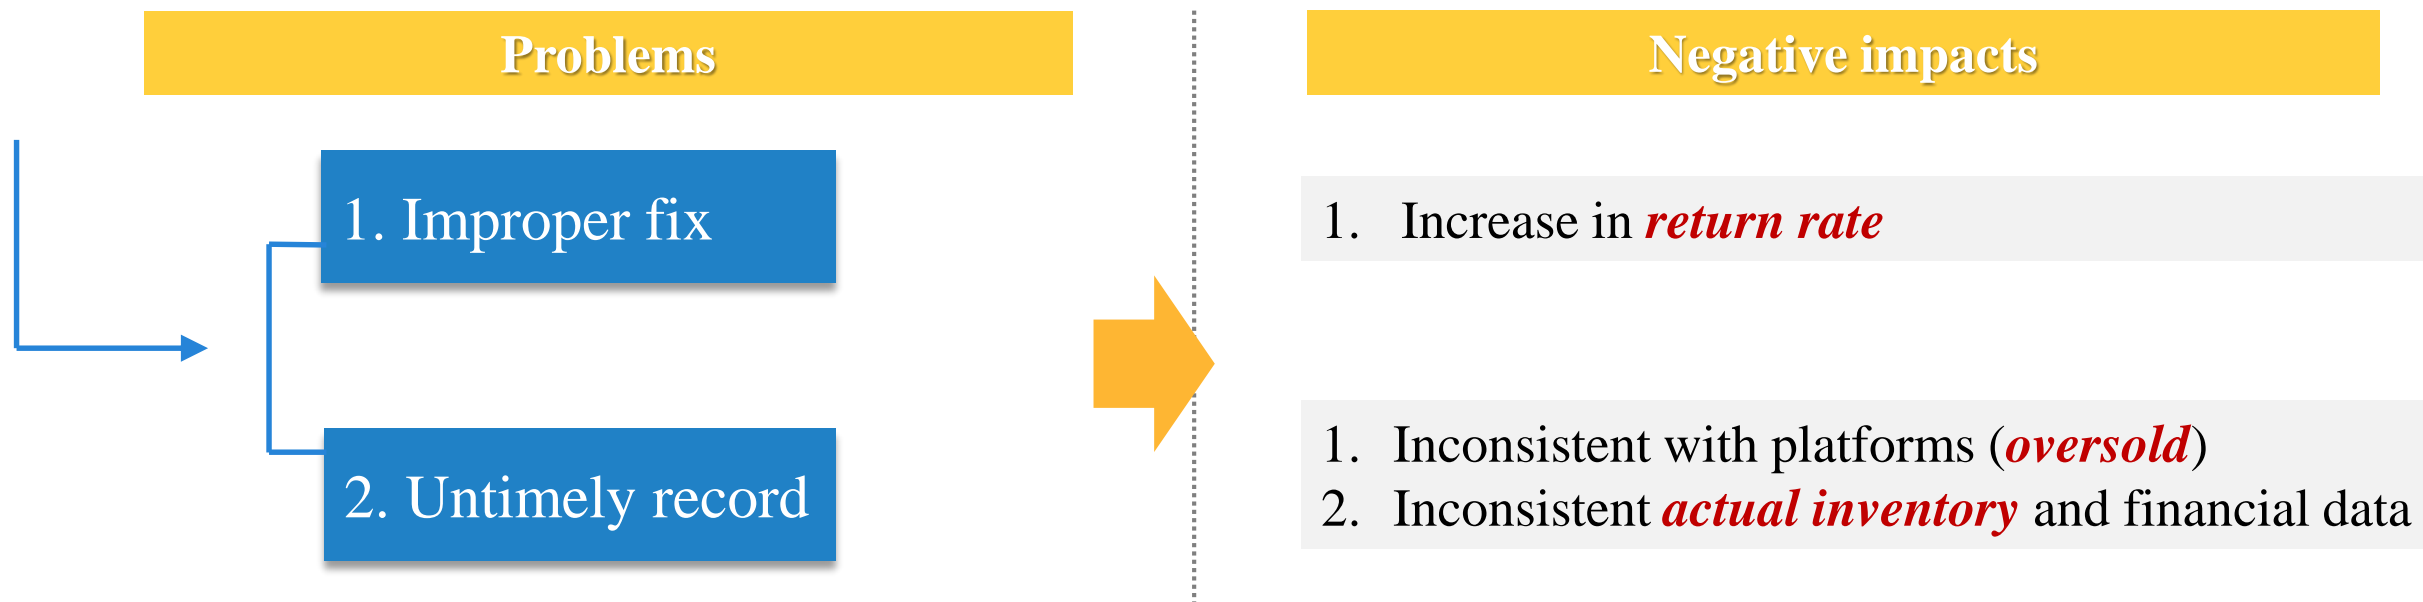 Problems
Negative impacts
1. Improper fix
1. Increase in return rate
2. Untimely record
1. Inconsistent with platforms (oversold)
2. Inconsistent actual inventory and financial data